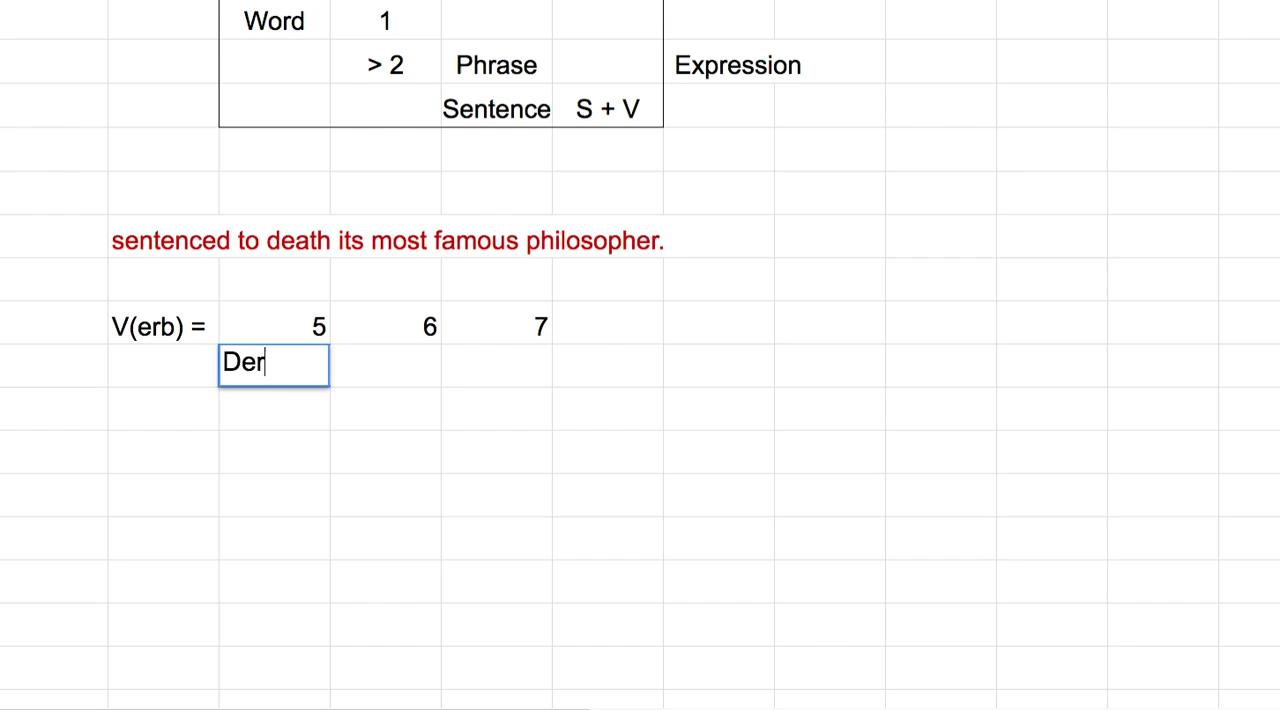 Word 1
> 2 Phrase Expression
Sentence S + V
sentenced to death its most famous philosopher.
V(erb) = 5 6 7
Der